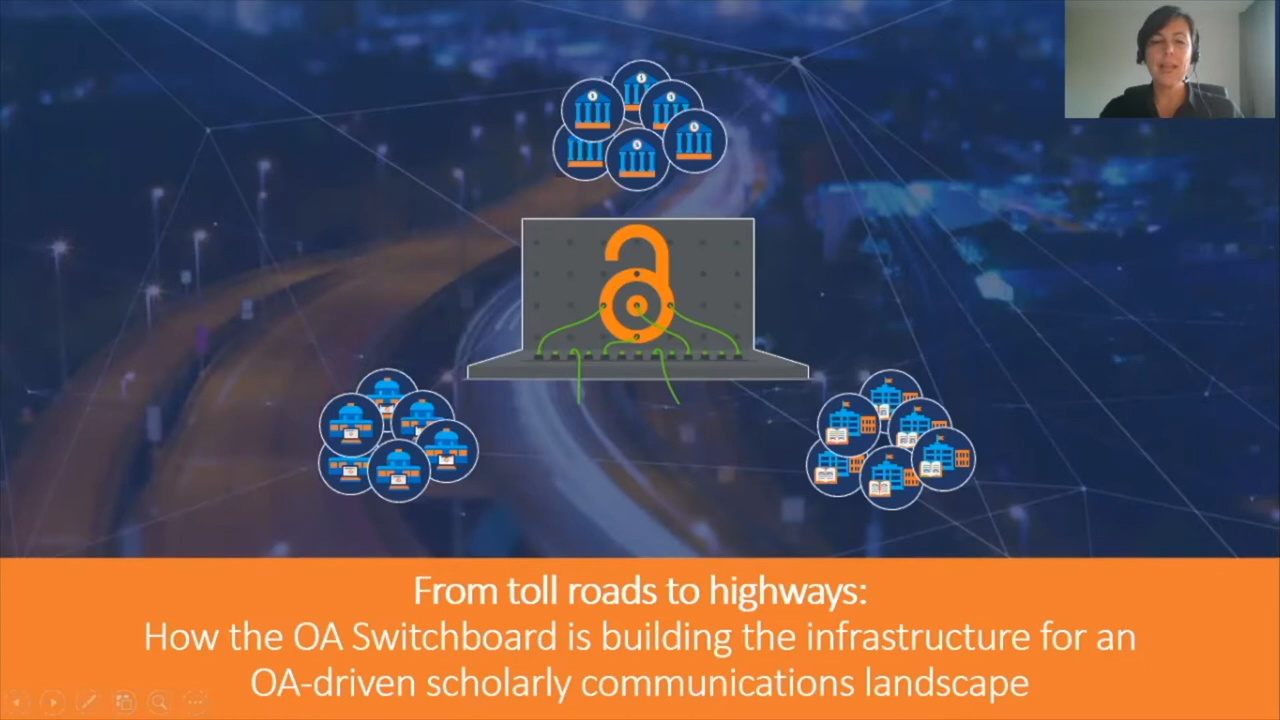 From toll roads to highways:
How the OA Switchboard is building the infrastructure for an
OA-driven scholarly communications landscape